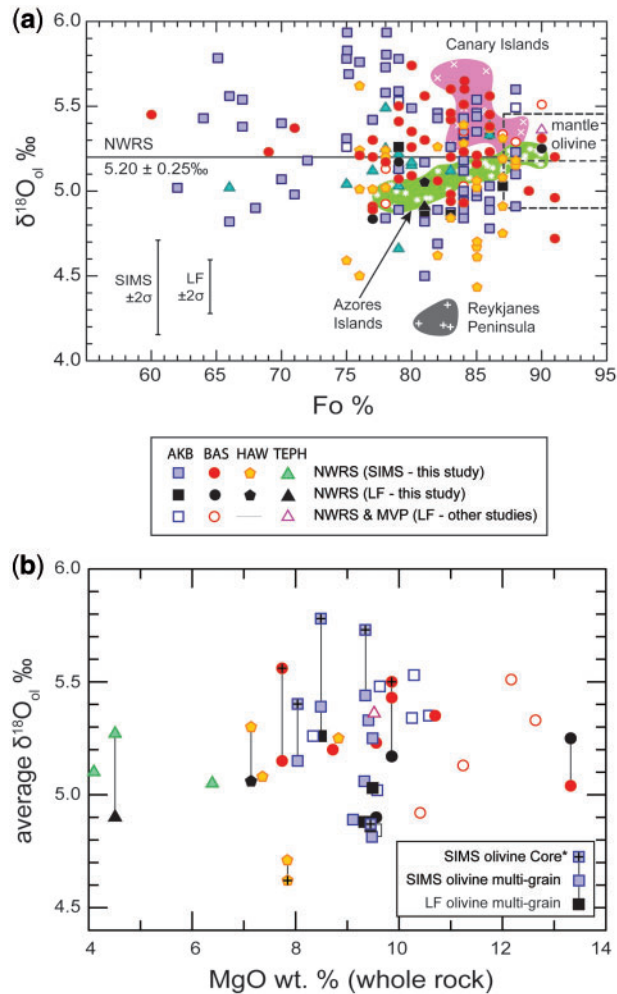 (a)
6.0
5.5
5.0
4.5
4.0
δ18Ool ‰
Canary Islands
NWRS
5.20 ± 0.25‰
mantle
olivine
SIMS
±2σ
LF
±2σ
Azores
Islands
Reykjanes
Peninsula
60 65 70 75 80 85 90 95
Fo %
AKB BAS HAW TEPH
NWRS (SIMS - this study)
NWRS (LF - this study)
NWRS & MVP (LF - other studies)
(b)
6.0
5.5
5.0
4.5
average δ18Ool ‰
SIMS olivine Core*
SIMS olivine multi-grain
LF olivine multi-grain
4 6 8 10 12 14
MgO wt. % (whole rock)